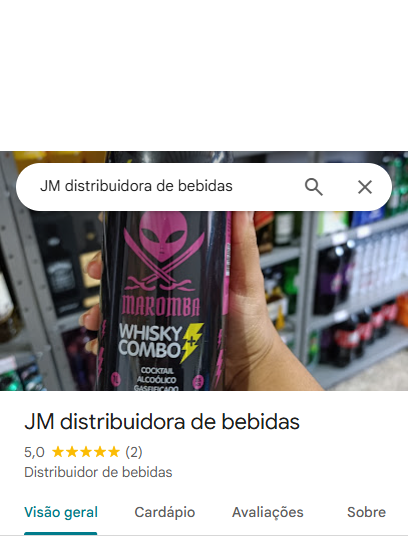 JM distribuidora de bebidas
MAROMBA
WHISKY
COMBO
COCKTAIL
ALCOÓLICO
GASEIFICADO
JM distribuidora de bebidas
5,0 ★★★★★ (2)
Distribuidor de bebidas
Visão geral Cardápio Avaliações Sobre